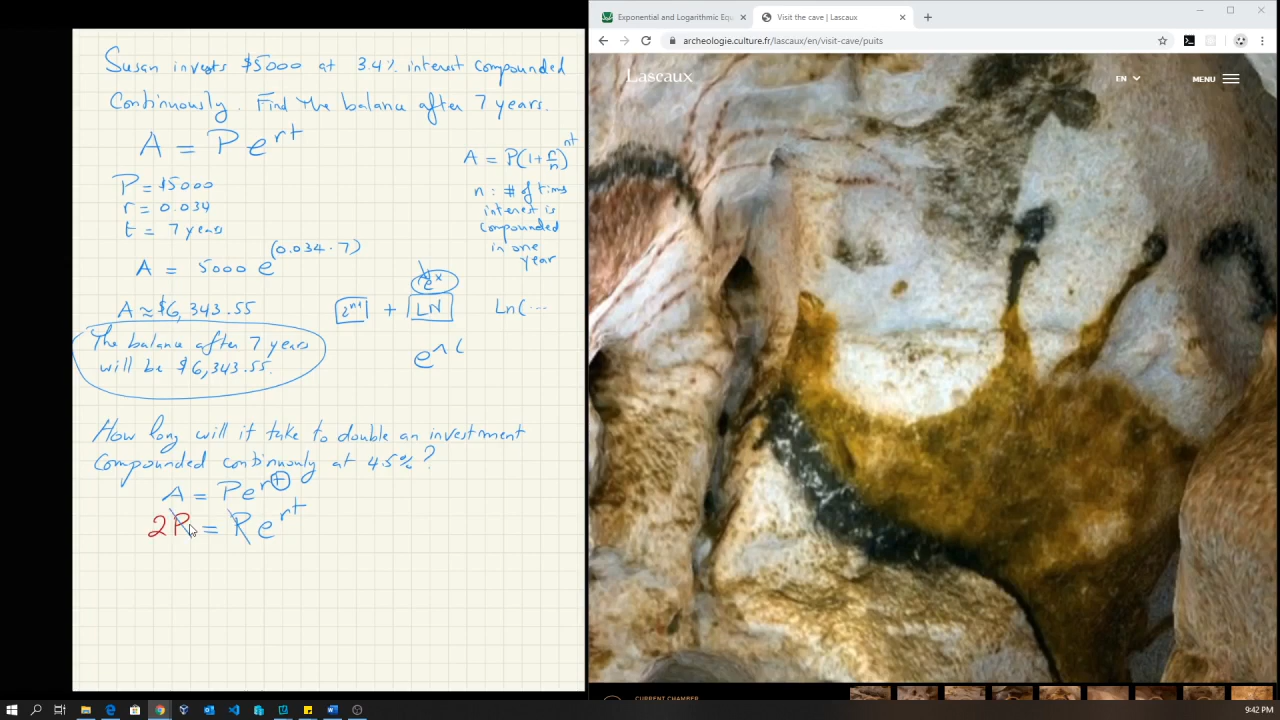 Exponential and Logarithmic Equ
Visit the cave | Lascaux
archeologie.culture.fr/lascaux/en/visit-cave/puits
Lascaux
EN
MENU
Susan invests $5000 at 3.4% interest compounded
Continuously. Find the balance after 7 years.
A = P e^rt
A = P(1+r/n)^nt
P = $5000
r = 0.034
t = 7 years
n : # of times
interest is
compounded
in one
year
A = 5000 e^(0.034·7)
A ≈ $6,343.55
The balance after 7 years
will be $6,343.55.
e^x
2nd + LN
Ln(...
e^(
How long will it take to double an investment
Compounded continuouly at 4.5%?
A = Pe^rt
2P = P e^rt
CURRENT CHAMBER
9:42 PM